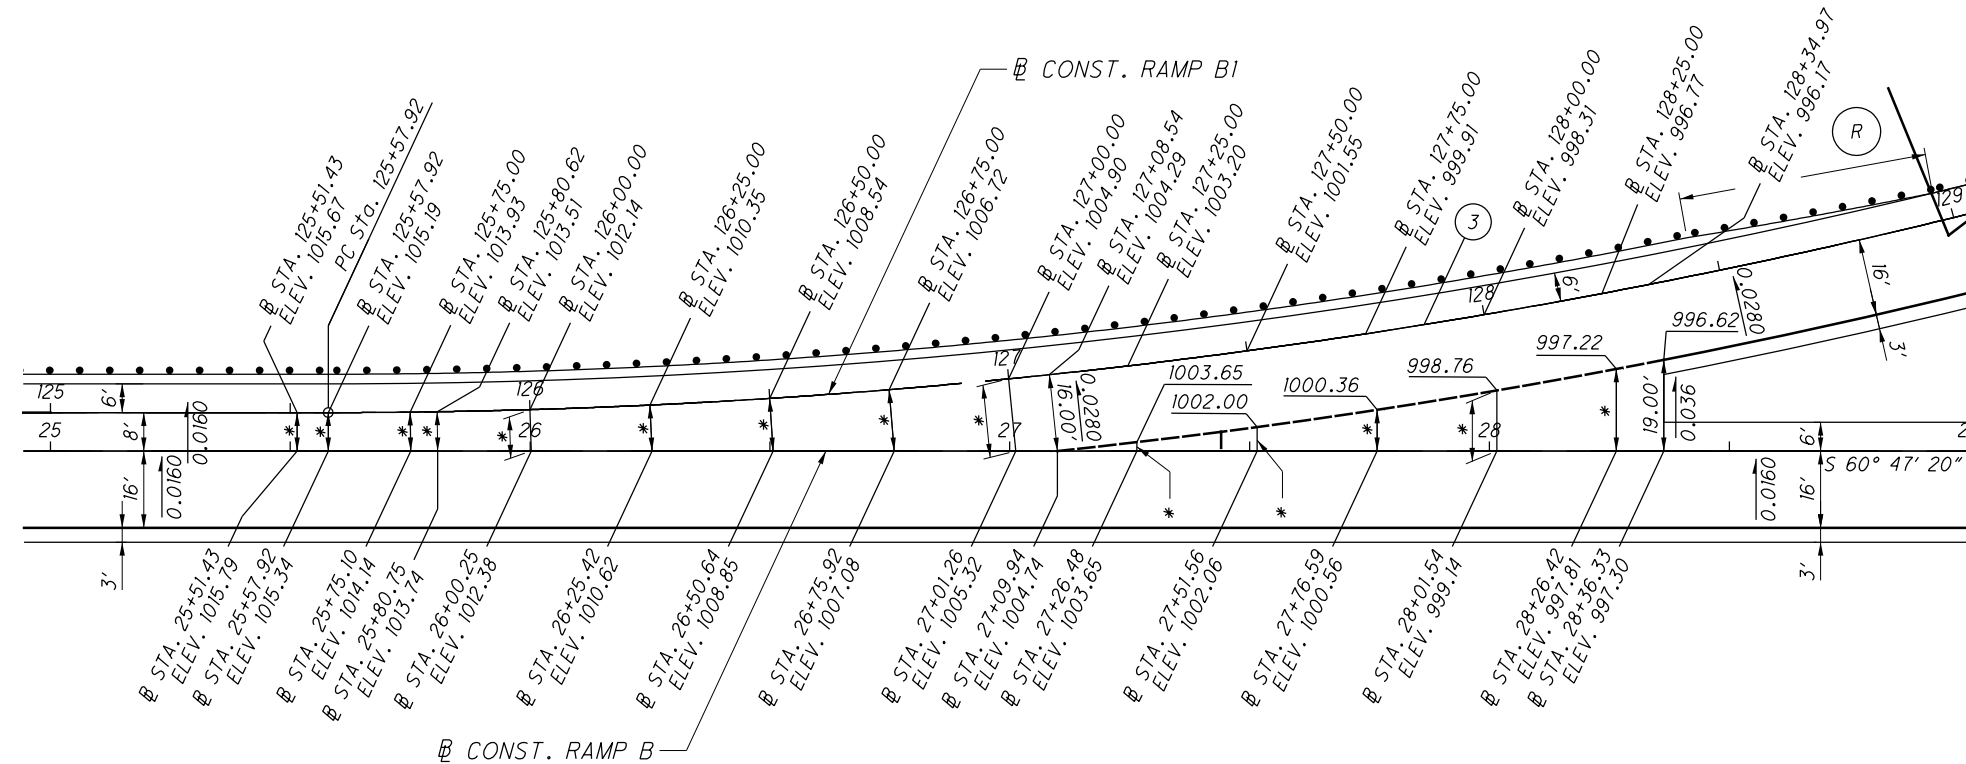 ℄ CONST. RAMP B1
℄ STA. 125+51.43
ELEV. 1015.67
PC Sta. 125+57.92
℄ STA. 125+57.92
ELEV. 1015.19
℄ STA. 125+75.00
ELEV. 1013.93
℄ STA. 125+80.62
ELEV. 1013.51
℄ STA. 126+00.00
ELEV. 1012.14
℄ STA. 126+25.00
ELEV. 1010.35
℄ STA. 126+50.00
ELEV. 1008.54
℄ STA. 126+75.00
ELEV. 1006.72
℄ STA. 127+00.00
ELEV. 1004.90
℄ STA. 127+08.54
ELEV. 1004.29
℄ STA. 127+25.00
ELEV. 1003.20
℄ STA. 127+50.00
ELEV. 1001.55
℄ STA. 127+75.00
ELEV. 999.91
3
℄ STA. 128+00.00
ELEV. 998.31
℄ STA. 128+25.00
ELEV. 996.77
℄ STA. 128+34.97
ELEV. 996.17
R
125
126
127
128
129
25
26
27
28
2
6'
8'
16'
3'
0.0160
0.0160
*
*
*
*
*
*
*
*
*
16.00'
0.0280
1003.65
1002.00
1000.36
998.76
997.22
996.62
*
*
*
*
*
6'
19.00'
0.036
0.0280
16'
3'
6'
S 60° 47' 20"
0.0160
16'
3'
℄ STA. 25+51.43
ELEV. 1015.79
℄ STA. 25+57.92
ELEV. 1015.34
℄ STA. 25+75.10
ELEV. 1014.14
℄ STA. 25+80.75
ELEV. 1013.74
℄ STA. 26+00.25
ELEV. 1012.38
℄ STA. 26+25.42
ELEV. 1010.62
℄ STA. 26+50.64
ELEV. 1008.85
℄ STA. 26+75.92
ELEV. 1007.08
℄ STA. 27+01.26
ELEV. 1005.32
℄ STA. 27+09.94
ELEV. 1004.74
℄ STA. 27+26.48
ELEV. 1003.65
℄ STA. 27+51.56
ELEV. 1002.06
℄ STA. 27+76.59
ELEV. 1000.56
℄ STA. 28+01.54
ELEV. 999.14
℄ STA. 28+26.42
ELEV. 997.81
℄ STA. 28+36.33
ELEV. 997.30
℄ CONST. RAMP B